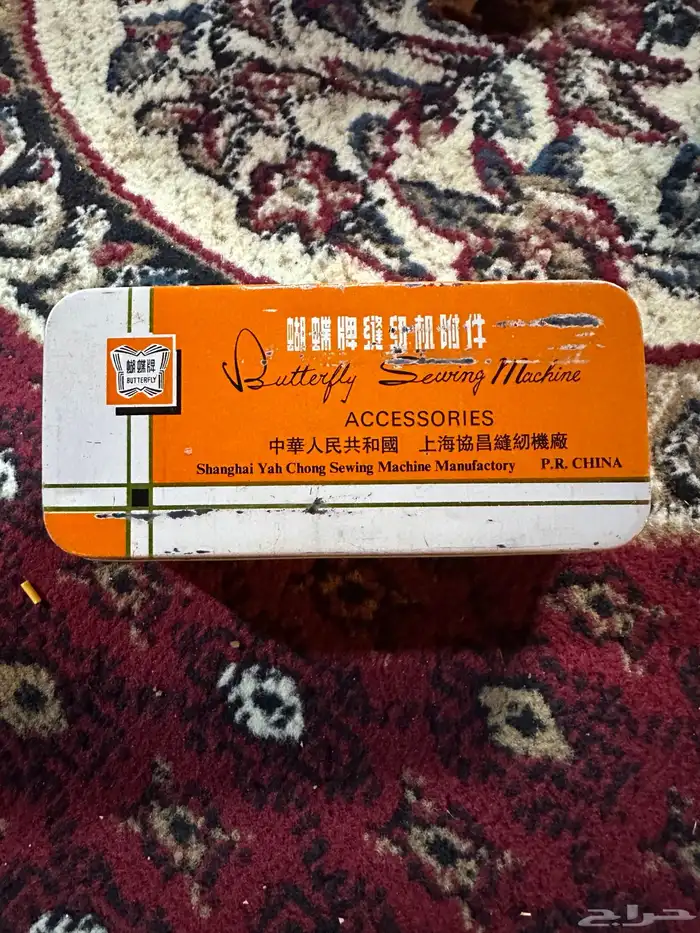 蝴蝶牌缝纫机附件
蝴蝶牌
BUTTERFLY
Butterfly Sewing Machine
ACCESSORIES
中華人民共和國 上海協昌縫紉機廠
Shanghai Yah Chong Sewing Machine Manufactory P.R. CHINA
حراج